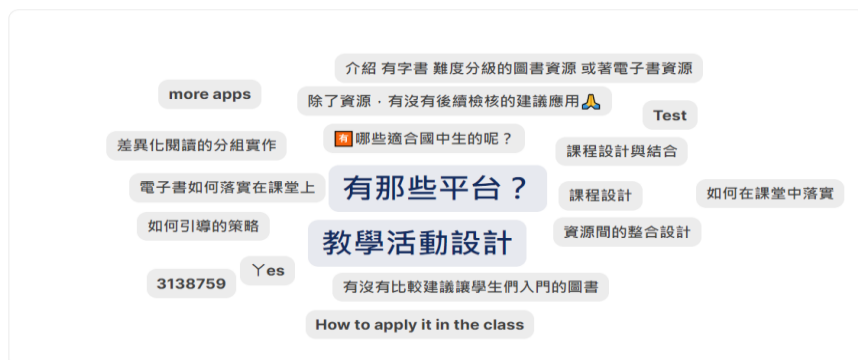 介紹 有字書 難度分級的圖書資源 或著電子書資源
more apps
除了資源，有沒有後續檢核的建議應用🙏
Test
🈶哪些適合國中生的呢？
差異化閱讀的分組實作
課程設計與結合
電子書如何落實在課堂上
有那些平台？
課程設計
如何在課堂中落實
如何引導的策略
教學活動設計
資源間的整合設計
ㄚes
3138759
有沒有比較建議讓學生們入門的圖書
How to apply it in the class